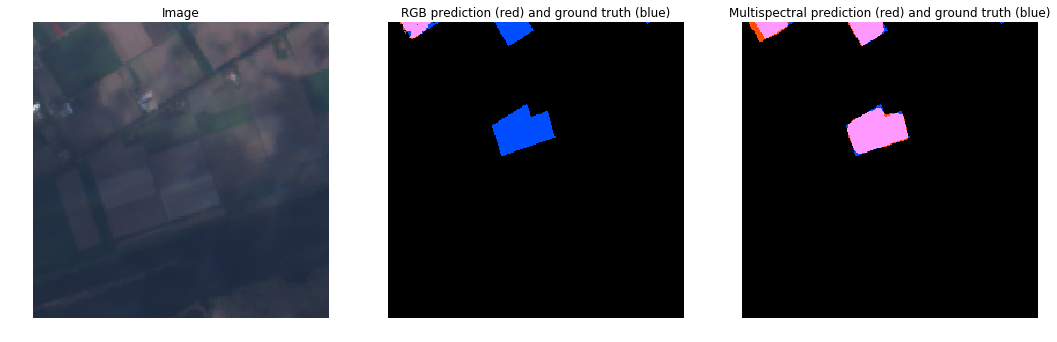 Image
RGB prediction (red) and ground truth (blue)
Multispectral prediction (red) and ground truth (blue)